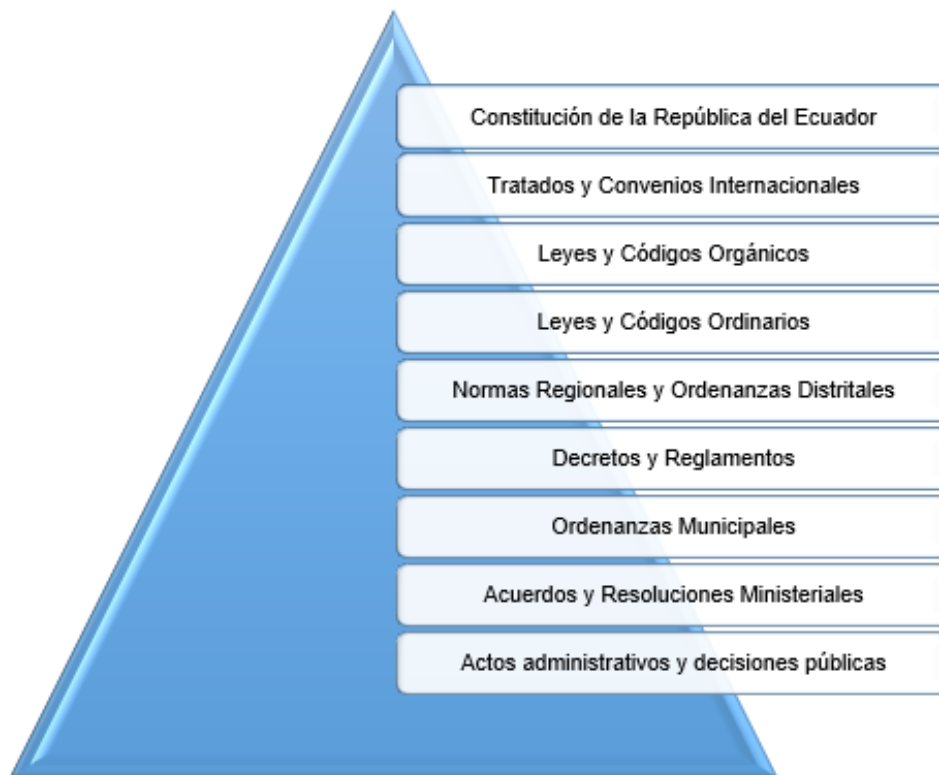 Constitución de la República del Ecuador
Tratados y Convenios Internacionales
Leyes y Códigos Orgánicos
Leyes y Códigos Ordinarios
Normas Regionales y Ordenanzas Distritales
Decretos y Reglamentos
Ordenanzas Municipales
Acuerdos y Resoluciones Ministeriales
Actos administrativos y decisiones públicas